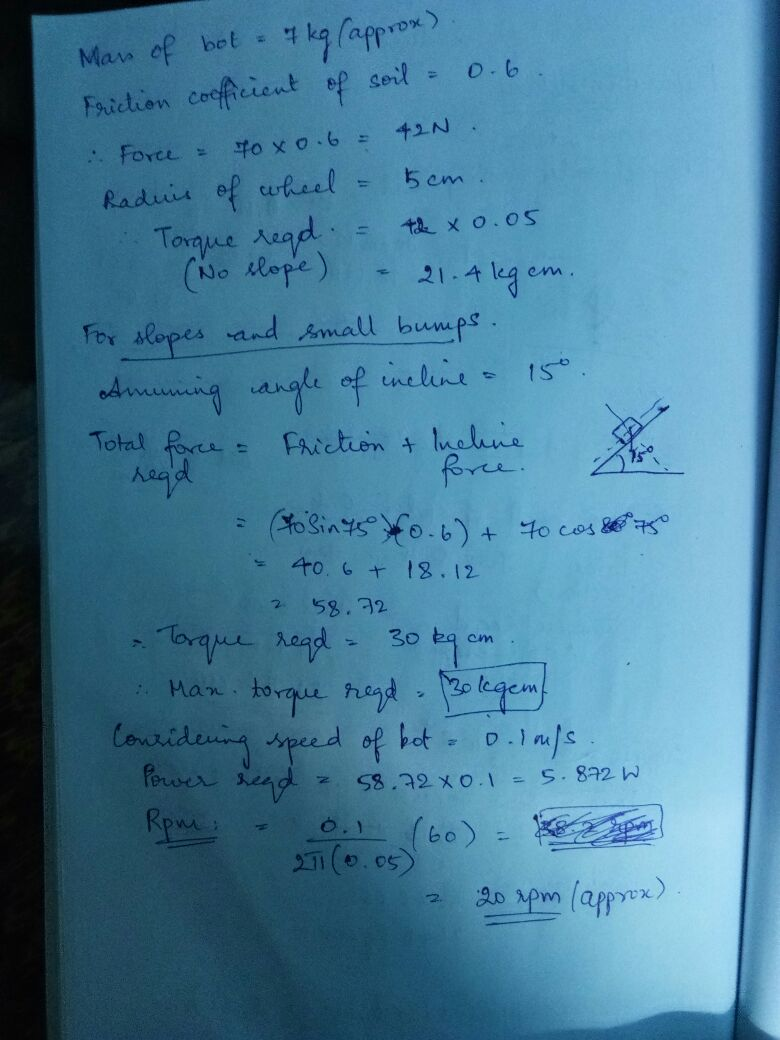 Mass of bot = 7 kg (approx).
Friction coefficient of soil = 0.6.
∴ Force = 70 x 0.6 = 42N.
Radius of wheel = 5 cm.
∴ Torque reqd. = 42 x 0.05
(No slope) = 21.4 kg cm.
For slopes and small bumps.
Assuming angle of incline = 15°.
Total force reqd = Friction + Incline force.
15°
= (70 Sin 75°)(0.6) + 70 cos 75°
= 40.6 + 18.12
= 58.72
∴ Torque reqd = 30 kg cm.
∴ Max. torque reqd = 30 kgcm
Considering speed of bot = 0.1 m/s.
Power reqd = 58.72 x 0.1 = 5.872 W
Rpm: = 0.1 / 2π(0.05) (60) =
= 20 rpm (approx).